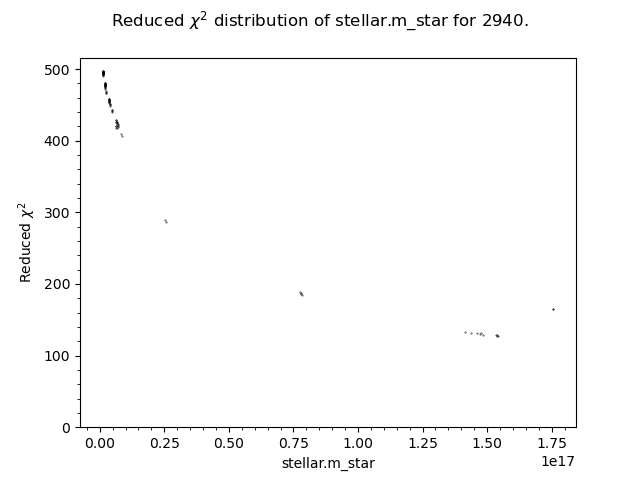 Reduced χ² distribution of stellar.m_star for 2940.
500
400
300
200
100
0
Reduced χ²
0.00 0.25 0.50 0.75 1.00 1.25 1.50 1.75
1e17
stellar.m_star